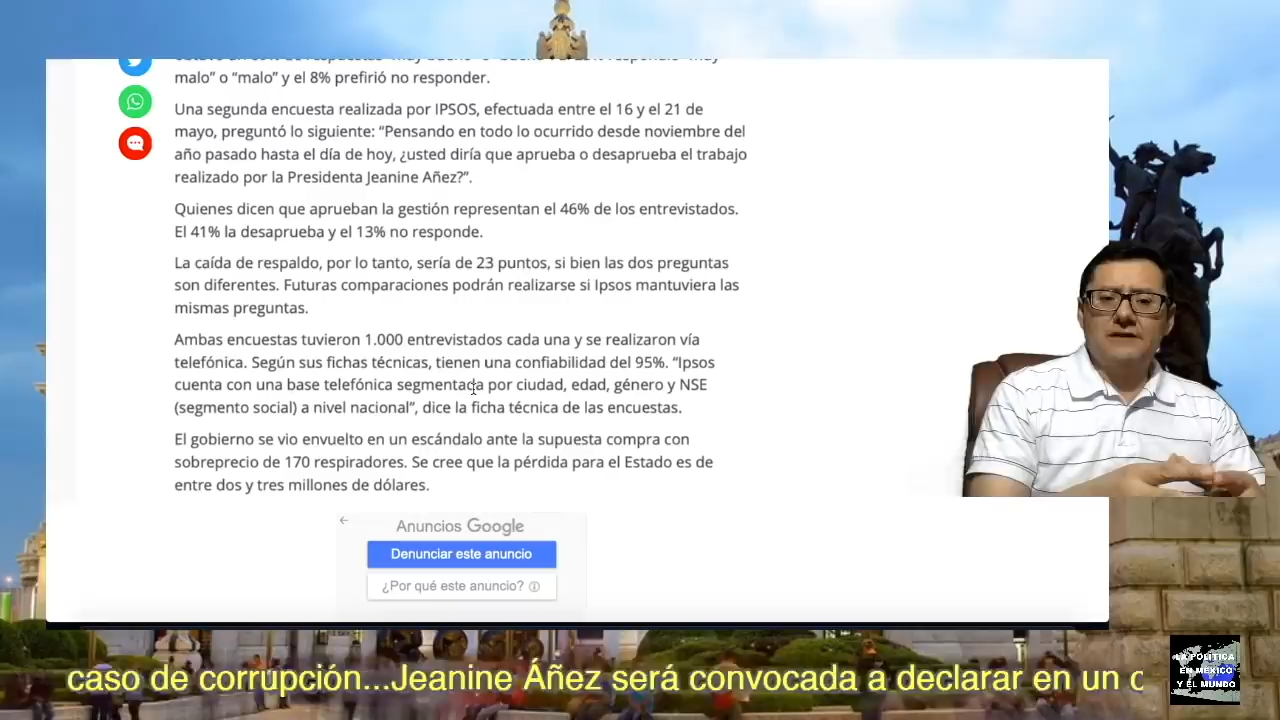 malo” o “malo” y el 8% prefirió no responder.
Una segunda encuesta realizada por IPSOS, efectuada entre el 16 y el 21 de
mayo, preguntó lo siguiente: “Pensando en todo lo ocurrido desde noviembre del
año pasado hasta el día de hoy, ¿usted diría que aprueba o desaprueba el trabajo
realizado por la Presidenta Jeanine Añez?”.
Quienes dicen que aprueban la gestión representan el 46% de los entrevistados.
El 41% la desaprueba y el 13% no responde.
La caída de respaldo, por lo tanto, sería de 23 puntos, si bien las dos preguntas
son diferentes. Futuras comparaciones podrán realizarse si Ipsos mantuviera las
mismas preguntas.
Ambas encuestas tuvieron 1.000 entrevistados cada una y se realizaron vía
telefónica. Según sus fichas técnicas, tienen una confiabilidad del 95%. “Ipsos
cuenta con una base telefónica segmentada por ciudad, edad, género y NSE
(segmento social) a nivel nacional”, dice la ficha técnica de las encuestas.
El gobierno se vio envuelto en un escándalo ante la supuesta compra con
sobreprecio de 170 respiradores. Se cree que la pérdida para el Estado es de
entre dos y tres millones de dólares.
Anuncios Google
Denunciar este anuncio
¿Por qué este anuncio?
caso de corrupción...Jeanine Áñez será convocada a declarar en un c
LA POLÍTICA
EN MÉXICO
Y EL MUNDO